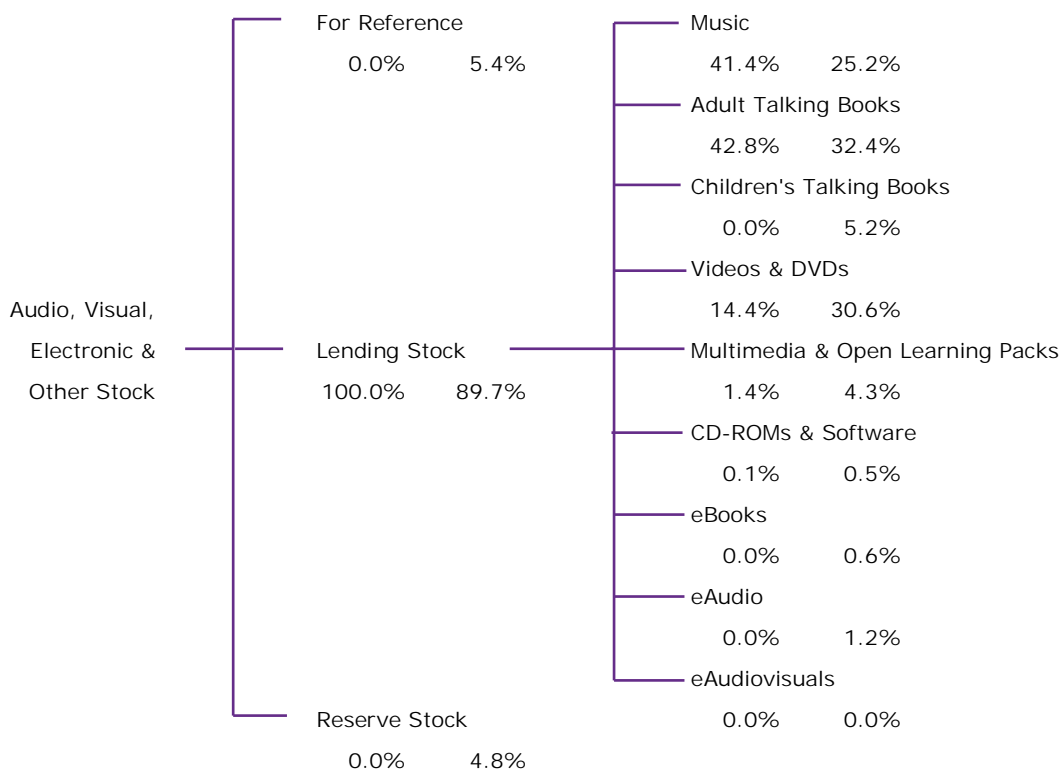 For Reference
0.0% 5.4%
Music
41.4% 25.2%
Adult Talking Books
42.8% 32.4%
Children's Talking Books
0.0% 5.2%
Videos & DVDs
14.4% 30.6%
Audio, Visual,
Electronic &
Other Stock
Lending Stock
100.0% 89.7%
Multimedia & Open Learning Packs
1.4% 4.3%
CD-ROMs & Software
0.1% 0.5%
eBooks
0.0% 0.6%
eAudio
0.0% 1.2%
eAudiovisuals
0.0% 0.0%
Reserve Stock
0.0% 4.8%